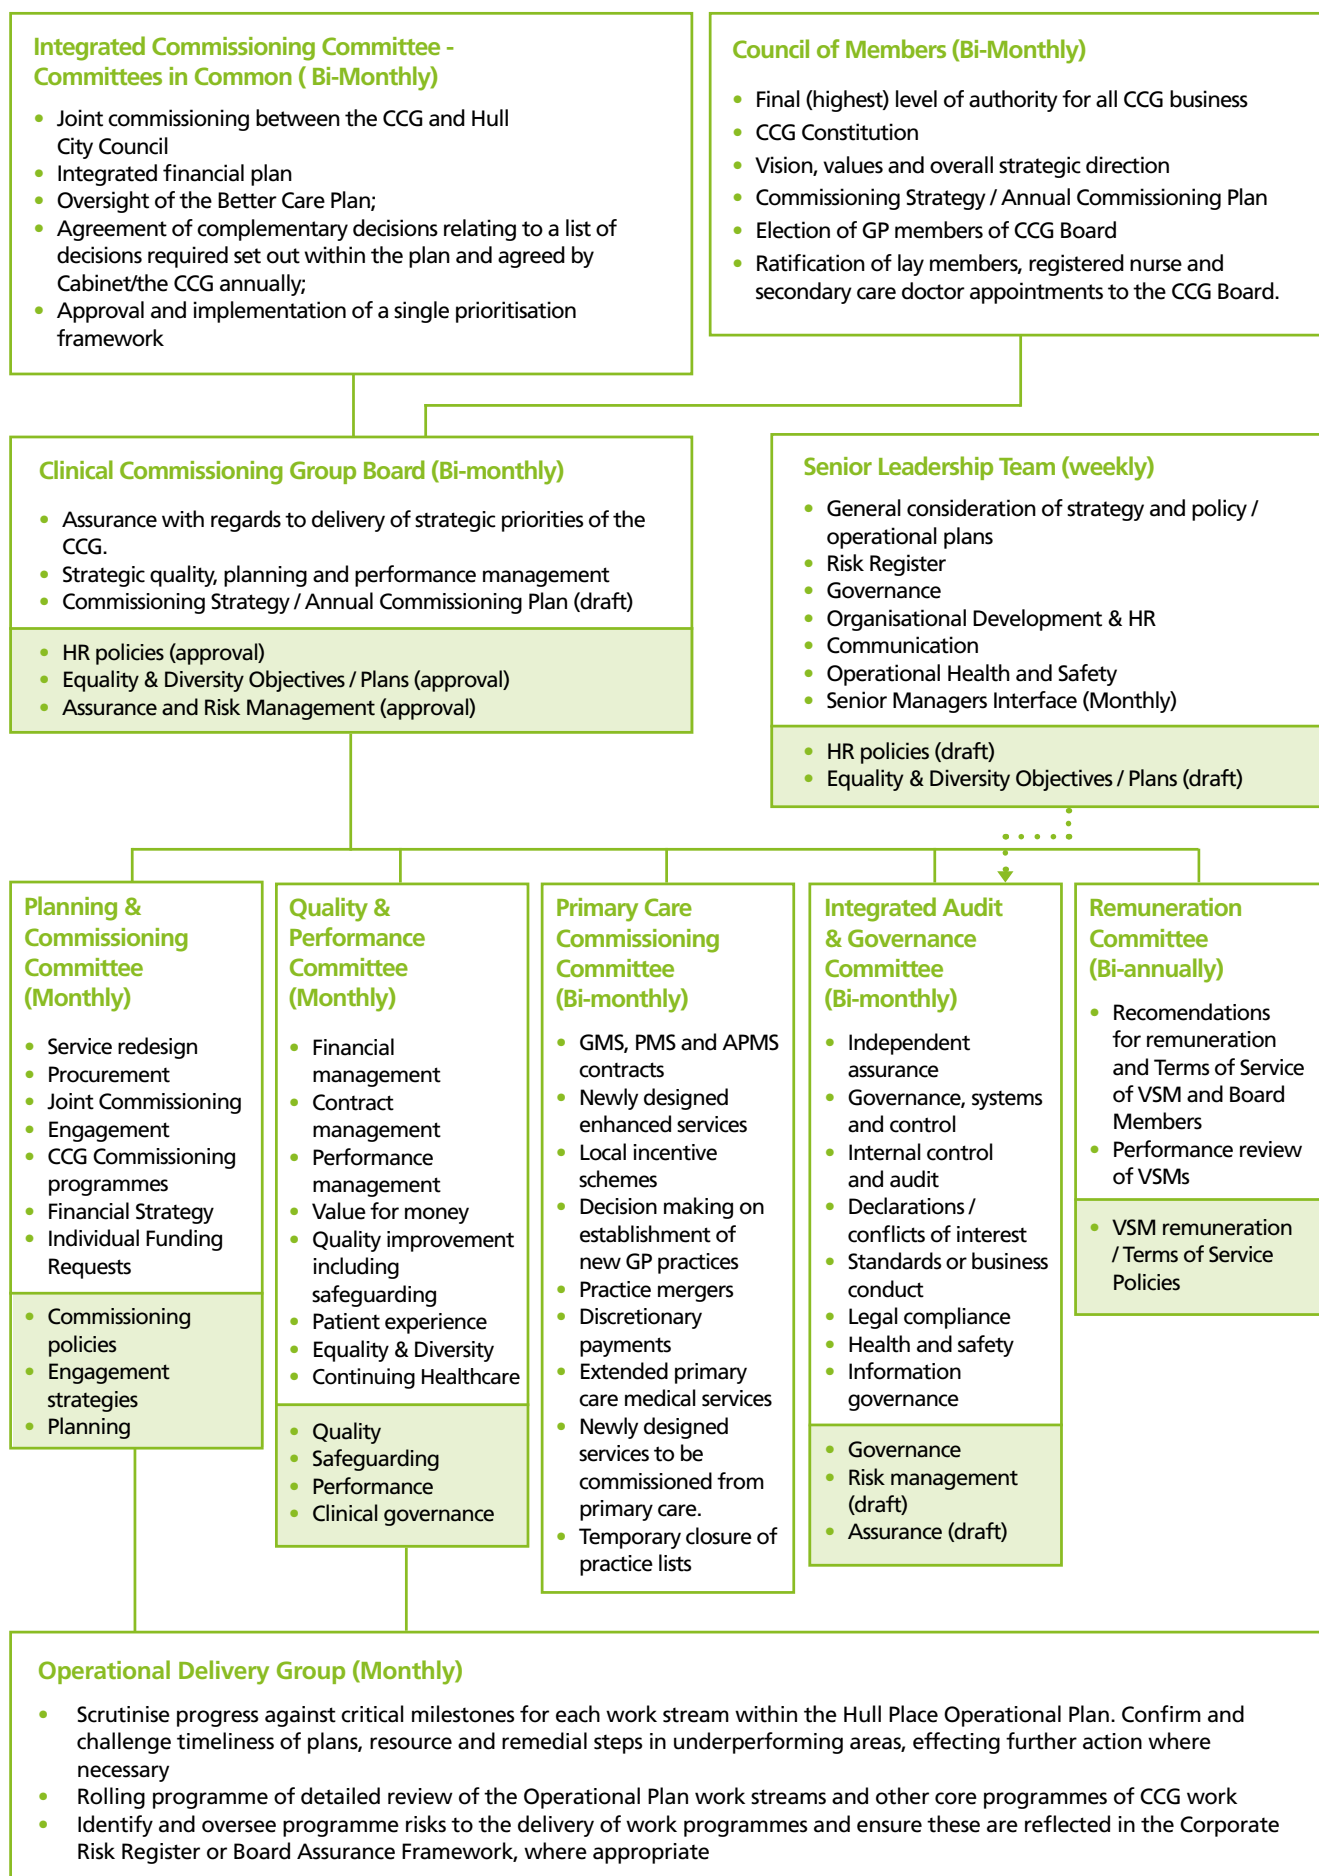 Integrated Commissioning Committee -
Committees in Common ( Bi-Monthly)
• Joint commissioning between the CCG and Hull
City Council
• Integrated financial plan
• Oversight of the Better Care Plan;
• Agreement of complementary decisions relating to a list of
decisions required set out within the plan and agreed by
Cabinet/the CCG annually;
• Approval and implementation of a single prioritisation
framework
Council of Members (Bi-Monthly)
• Final (highest) level of authority for all CCG business
• CCG Constitution
• Vision, values and overall strategic direction
• Commissioning Strategy / Annual Commissioning Plan
• Election of GP members of CCG Board
• Ratification of lay members, registered nurse and
secondary care doctor appointments to the CCG Board.
Clinical Commissioning Group Board (Bi-monthly)
• Assurance with regards to delivery of strategic priorities of the
CCG.
• Strategic quality, planning and performance management
• Commissioning Strategy / Annual Commissioning Plan (draft)
• HR policies (approval)
• Equality & Diversity Objectives / Plans (approval)
• Assurance and Risk Management (approval)
Senior Leadership Team (weekly)
• General consideration of strategy and policy /
operational plans
• Risk Register
• Governance
• Organisational Development & HR
• Communication
• Operational Health and Safety
• Senior Managers Interface (Monthly)
• HR policies (draft)
• Equality & Diversity Objectives / Plans (draft)
Planning &
Commissioning
Committee
(Monthly)
• Service redesign
• Procurement
• Joint Commissioning
• Engagement
• CCG Commissioning
programmes
• Financial Strategy
• Individual Funding
Requests
• Commissioning
policies
• Engagement
strategies
• Planning
Quality &
Performance
Committee
(Monthly)
• Financial
management
• Contract
management
• Performance
management
• Value for money
• Quality improvement
including
safeguarding
• Patient experience
• Equality & Diversity
• Continuing Healthcare
• Quality
• Safeguarding
• Performance
• Clinical governance
Primary Care
Commissioning
Committee
(Bi-monthly)
• GMS, PMS and APMS
contracts
• Newly designed
enhanced services
• Local incentive
schemes
• Decision making on
establishment of
new GP practices
• Practice mergers
• Discretionary
payments
• Extended primary
care medical services
• Newly designed
services to be
commissioned from
primary care.
• Temporary closure of
practice lists
Integrated Audit
& Governance
Committee
(Bi-monthly)
• Independent
assurance
• Governance, systems
and control
• Internal control
and audit
• Declarations /
conflicts of interest
• Standards or business
conduct
• Legal compliance
• Health and safety
• Information
governance
• Governance
• Risk management
(draft)
• Assurance (draft)
Remuneration
Committee
(Bi-annually)
• Recomendations
for remuneration
and Terms of Service
of VSM and Board
Members
• Performance review
of VSMs
• VSM remuneration
/ Terms of Service
Policies
Operational Delivery Group (Monthly)
• Scrutinise progress against critical milestones for each work stream within the Hull Place Operational Plan. Confirm and
challenge timeliness of plans, resource and remedial steps in underperforming areas, effecting further action where
necessary
• Rolling programme of detailed review of the Operational Plan work streams and other core programmes of CCG work
• Identify and oversee programme risks to the delivery of work programmes and ensure these are reflected in the Corporate
Risk Register or Board Assurance Framework, where appropriate